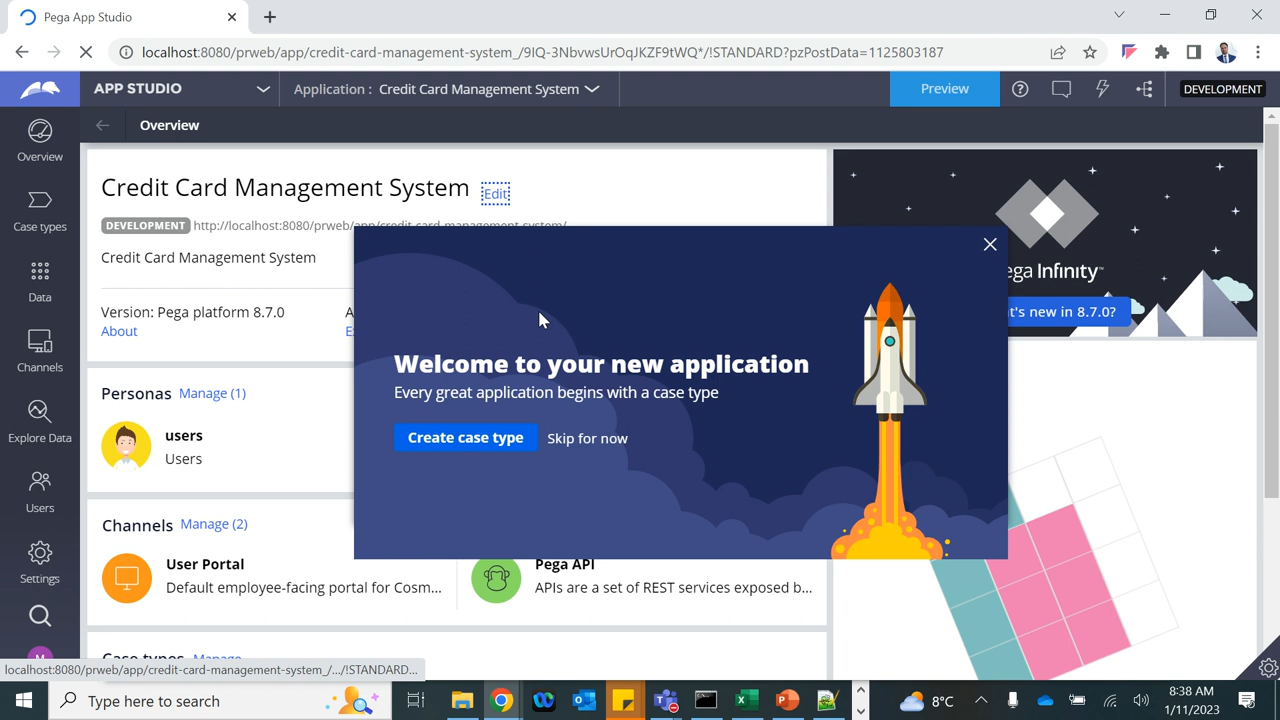 Pega App Studio
localhost:8080/prweb/app/credit-card-management-system_/9IQ-3NbvwsUrOqJKZF9tWQ*/!STANDARD?pzPostData=1125803187
APP STUDIO
Application : Credit Card Management System
Preview
DEVELOPMENT
Overview
Overview
Case types
Data
Channels
Explore Data
Users
Settings
Credit Card Management System Edit
DEVELOPMENT http://localhost:8080/prweb/app/credit-card-management-system/
Credit Card Management System
Version: Pega platform 8.7.0
About
Personas Manage (1)
users
Users
Channels Manage (2)
User Portal
Default employee-facing portal for Cosm...
Pega API
APIs are a set of REST services exposed b...
Case types Manage
Welcome to your new application
Every great application begins with a case type
Create case type Skip for now
ega Infinity™
t's new in 8.7.0?
localhost:8080/prweb/app/credit-card-management-system_/.../!STANDARD...
Type here to search
8°C
8:38 AM
1/11/2023